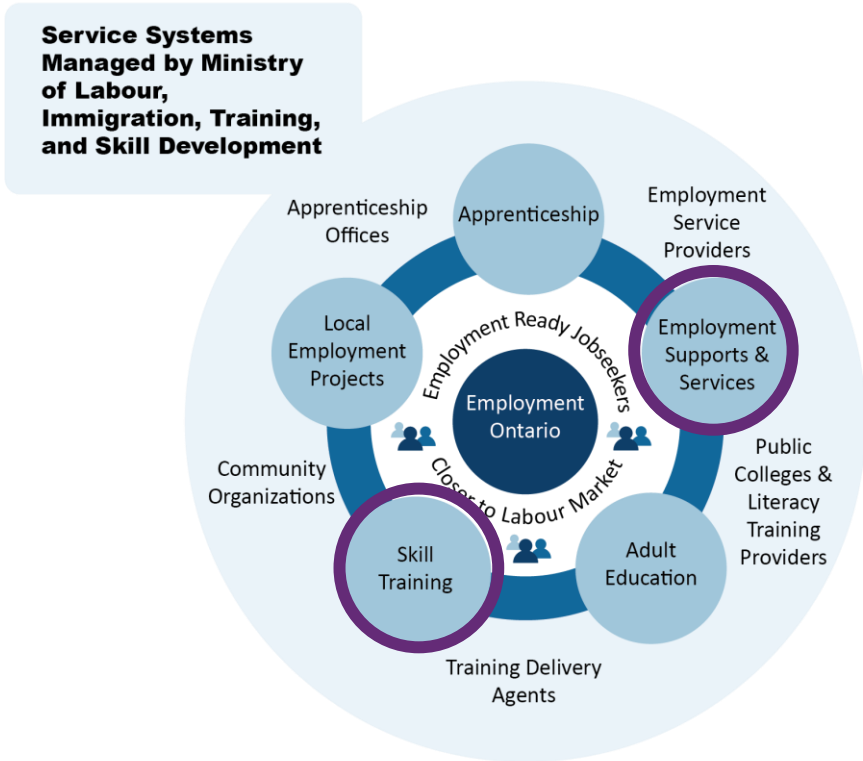 Service Systems
Managed by Ministry
of Labour,
Immigration, Training,
and Skill Development
Apprenticeship
Offices
Apprenticeship
Employment
Service
Providers
Local
Employment
Projects
Employment Ready Jobseekers
Employment
Supports &
Services
Employment
Ontario
Community
Organizations
Closer to Labour Market
Public
Colleges &
Literacy
Training
Providers
Skill
Training
Adult
Education
Training Delivery
Agents